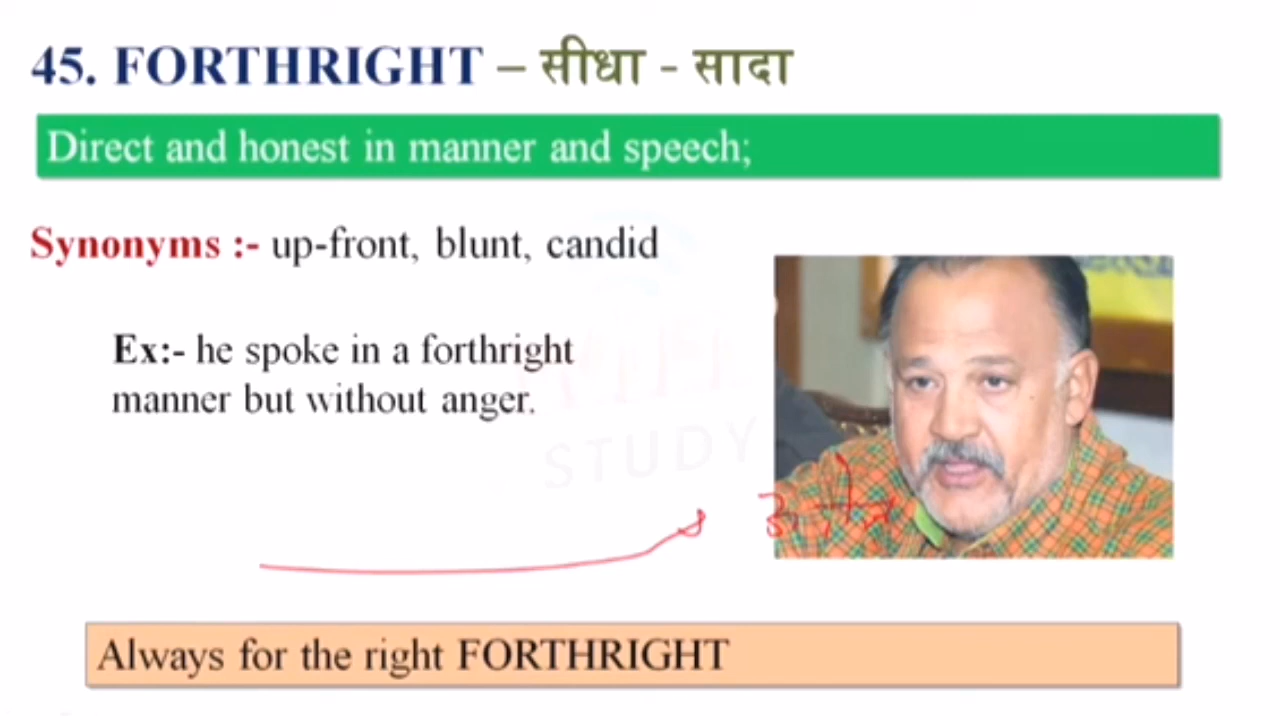 45. FORTHRIGHT – सीधा - सादा
Direct and honest in manner and speech;
Synonyms :- up-front, blunt, candid
Ex:- he spoke in a forthright
manner but without anger.
STUDY
Always for the right FORTHRIGHT